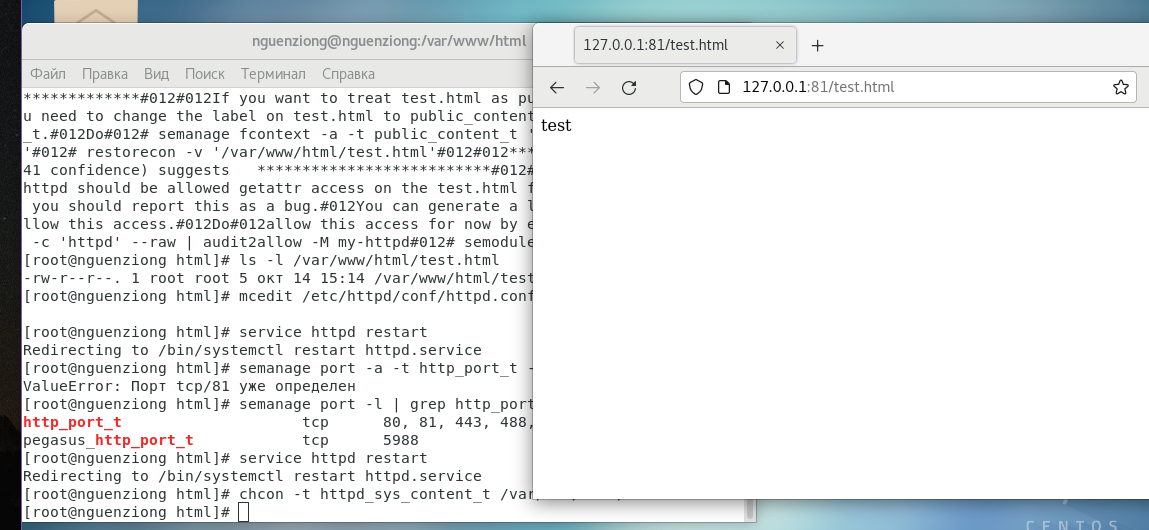 nguenziong@nguenziong:/var/www/html
Файл Правка Вид Поиск Терминал Справка
*************#012#012If you want to treat test.html as
u need to change the label on test.html to
_t.#012Do#012# semanage fcontext -a -t public_content_t
'#012# restorecon -v '/var/www/html/test.html'#012#012***
41 confidence) suggests **************************#012#
httpd should be allowed getattr access on the test.html
you should report this as a bug.#012You can generate a
llow this access.#012Do#012allow this access for now by
-c 'httpd' --raw | audit2allow -M my-httpd#012# semodule
[root@nguenziong html]# ls -l /var/www/html/test.html
-rw-r--r--. 1 root root 5 окт 14 15:14 /var/www/html/test
[root@nguenziong html]# mcedit /etc/httpd/conf/httpd.conf
[root@nguenziong html]# service httpd restart
Redirecting to /bin/systemctl restart httpd.service
[root@nguenziong html]# semanage port -a -t http_port_t -
ValueError: Порт tcp/81 уже определен
[root@nguenziong html]# semanage port -l | grep http_port
http_port_t tcp 80, 81, 443, 488,
pegasus_http_port_t tcp 5988
[root@nguenziong html]# service httpd restart
Redirecting to /bin/systemctl restart httpd.service
[root@nguenziong html]# chcon -t httpd_sys_content_t
[root@nguenziong html]#
127.0.0.1:81/test.html
127.0.0.1:81/test.html
test
CENTOS